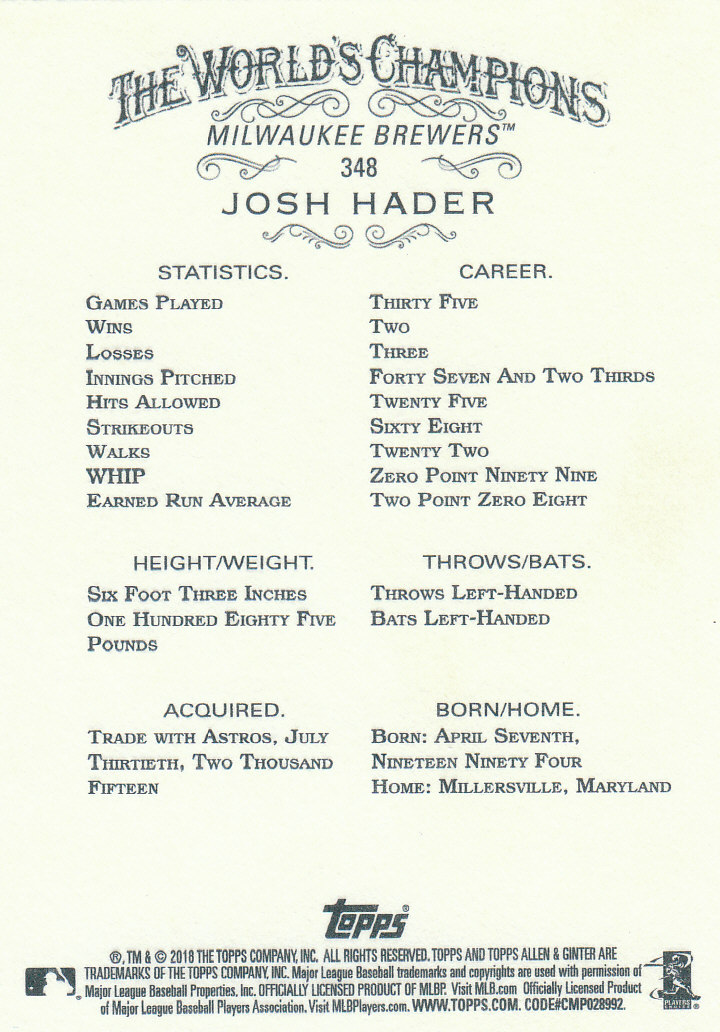 THE WORLD'S CHAMPIONS
MILWAUKEE BREWERS™
348
JOSH HADER
STATISTICS. CAREER.
GAMES PLAYED THIRTY FIVE
WINS TWO
LOSSES THREE
INNINGS PITCHED FORTY SEVEN AND TWO THIRDS
HITS ALLOWED TWENTY FIVE
STRIKEOUTS SIXTY EIGHT
WALKS TWENTY TWO
WHIP ZERO POINT NINETY NINE
EARNED RUN AVERAGE TWO POINT ZERO EIGHT
HEIGHT/WEIGHT.
SIX FOOT THREE INCHES
ONE HUNDRED EIGHTY FIVE
POUNDS
THROWS/BATS.
THROWS LEFT-HANDED
BATS LEFT-HANDED
ACQUIRED.
TRADE WITH ASTROS, JULY
THIRTIETH, TWO THOUSAND
FIFTEEN
BORN/HOME.
BORN: APRIL SEVENTH,
NINETEEN NINETY FOUR
HOME: MILLERSVILLE, MARYLAND
topps®
®, TM & © 2018 THE TOPPS COMPANY, INC. ALL RIGHTS RESERVED. TOPPS AND TOPPS ALLEN & GINTER ARE
TRADEMARKS OF THE TOPPS COMPANY, INC. Major League Baseball trademarks and copyrights are used with permission of
Major League Baseball Properties, Inc. OFFICIALLY LICENSED PRODUCT OF MLBP. Visit MLB.com Officially Licensed Product
of Major League Baseball Players Association. Visit MLBPlayers.com. WWW.TOPPS.COM. CODE#CMP028992.
PLAYERS